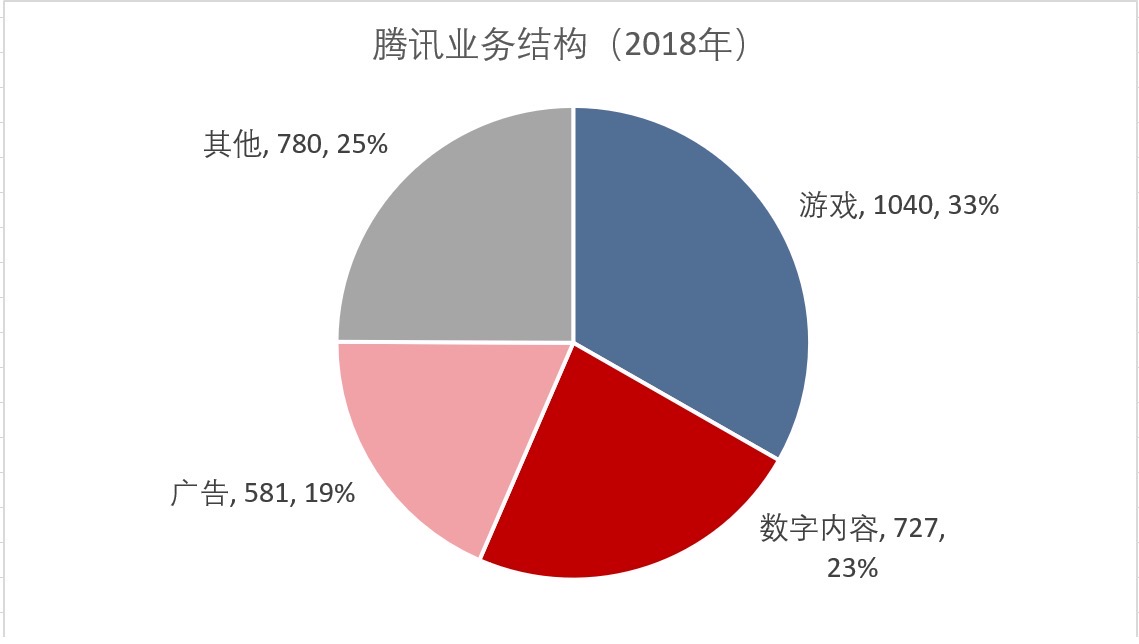 腾讯业务结构（2018年）
其他, 780, 25%
游戏, 1040, 33%
广告, 581, 19%
数字内容, 727,
23%